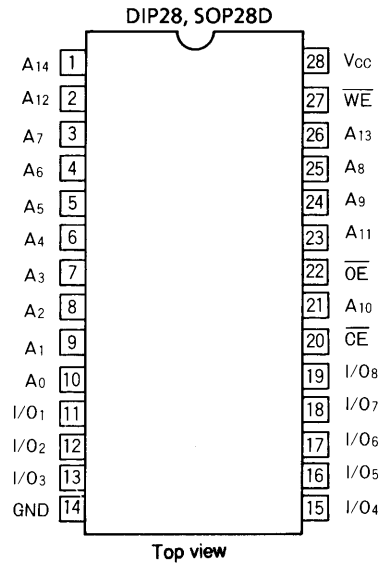 DIP28, SOP28D
A14 1 28 VCC
A12 2 27 W̅E̅
A7 3 26 A13
A6 4 25 A8
A5 5 24 A9
A4 6 23 A11
A3 7 22 O̅E̅
A2 8 21 A10
A1 9 20 C̅E̅
A0 10 19 I/O8
I/O1 11 18 I/O7
I/O2 12 17 I/O6
I/O3 13 16 I/O5
GND 14 15 I/O4
Top view